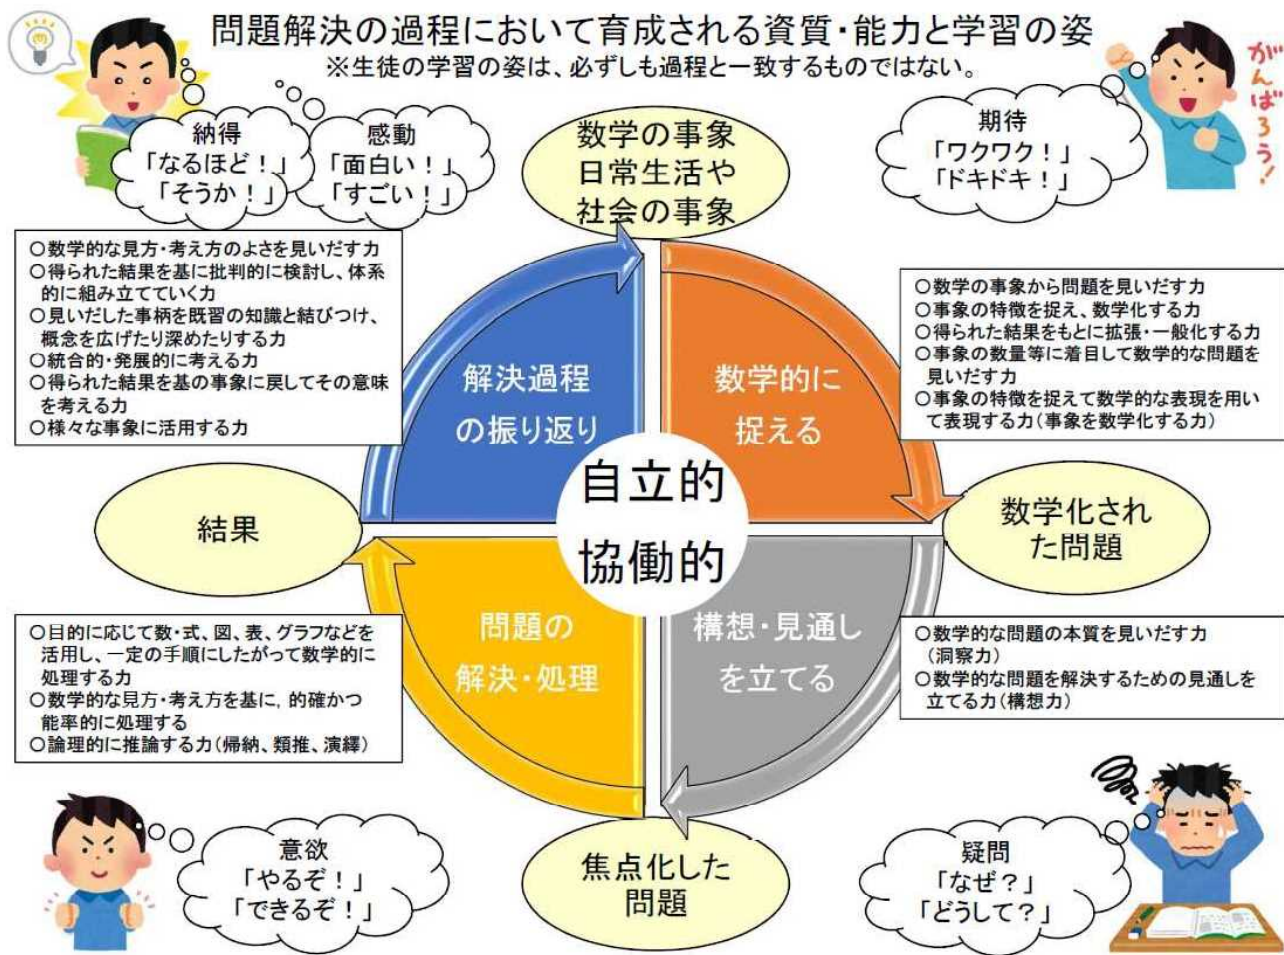 問題解決の過程において育成される資質・能力と学習の姿
※生徒の学習の姿は、必ずしも過程と一致するものではない。
納得
「なるほど！」
「そうか！」
感動
「面白い！」
「すごい！」
数学の事象
日常生活や
社会の事象
期待
「ワクワク！」
「ドキドキ！」
がんばろう！
○数学的な見方・考え方のよさを見いだす力
○得られた結果を基に批判的に検討し、体系
的に組み立てていく力
○見いだした事柄を既習の知識と結びつけ、
概念を広げたり深めたりする力
○統合的・発展的に考える力
○得られた結果を基の事象に戻してその意味
を考える力
○様々な事象に活用する力
解決過程
の振り返り
数学的に
捉える
○数学の事象から問題を見いだす力
○事象の特徴を捉え、数学化する力
○得られた結果をもとに拡張・一般化する力
○事象の数量等に着目して数学的な問題を
見いだす力
○事象の特徴を捉えて数学的な表現を用い
て表現する力（事象を数学化する力）
結果
自立的
協働的
数学化され
た問題
○目的に応じて数・式、図、表、グラフなどを
活用し、一定の手順にしたがって数学的に
処理する力
○数学的な見方・考え方を基に，的確かつ
能率的に処理する
○論理的に推論する力（帰納、類推、演繹）
問題の
解決・処理
構想・見通し
を立てる
○数学的な問題の本質を見いだす力
（洞察力）
○数学的な問題を解決するための見通しを
立てる力（構想力）
意欲
「やるぞ！」
「できるぞ！」
焦点化した
問題
疑問
「なぜ？」
「どうして？」